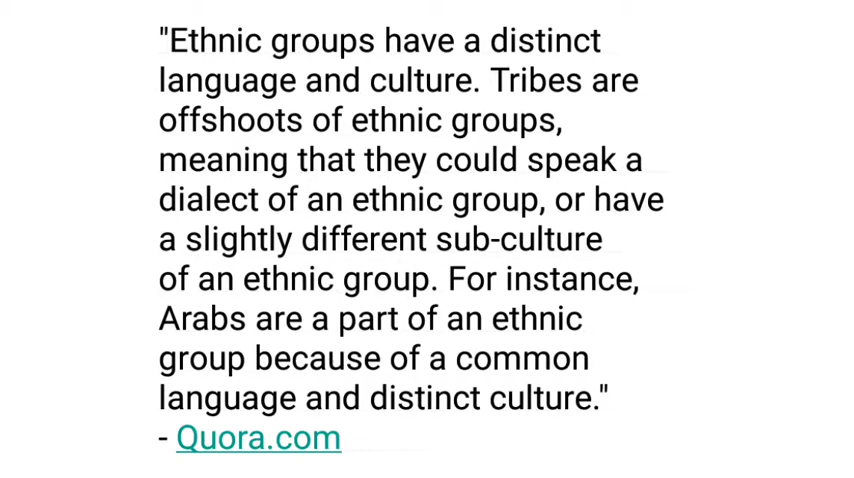 "Ethnic groups have a distinct
language and culture. Tribes are
offshoots of ethnic groups,
meaning that they could speak a
dialect of an ethnic group, or have
a slightly different sub-culture
of an ethnic group. For instance,
Arabs are a part of an ethnic
group because of a common
language and distinct culture."
- Quora.com